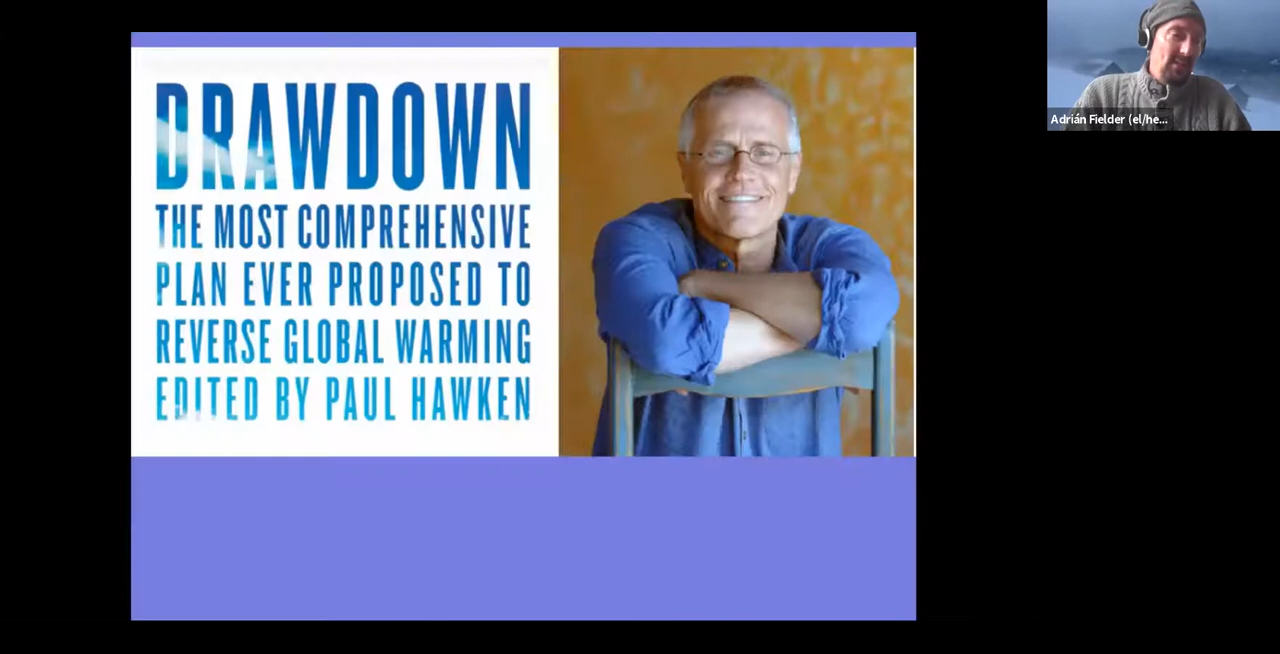 DRAWDOWN
THE MOST COMPREHENSIVE
PLAN EVER PROPOSED TO
REVERSE GLOBAL WARMING
EDITED BY PAUL HAWKEN
Adrián Fielder (el/he...